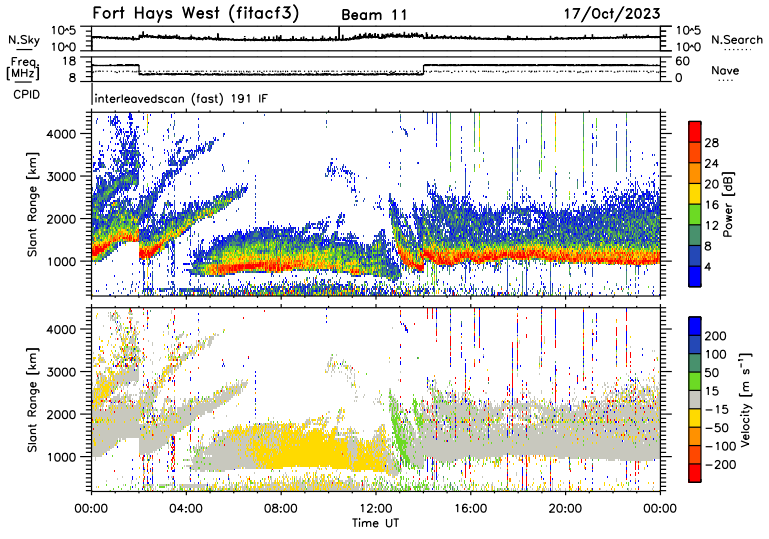 Fort Hays West (fitacf3) Beam 11 17/Oct/2023
N.Sky 10^5 10^0 10^5 10^0 N.Search
Freq. [MHz] 18 8 60 0 Nave
CPID interleavedscan (fast) 191 IF
Slant Range [km] 4000 3000 2000 1000
28 24 20 16 12 8 4 Power [dB]
Slant Range [km] 4000 3000 2000 1000
200 100 50 15 -15 -50 -100 -200 Velocity [m s⁻¹]
00:00 04:00 08:00 12:00 16:00 20:00 00:00
Time UT